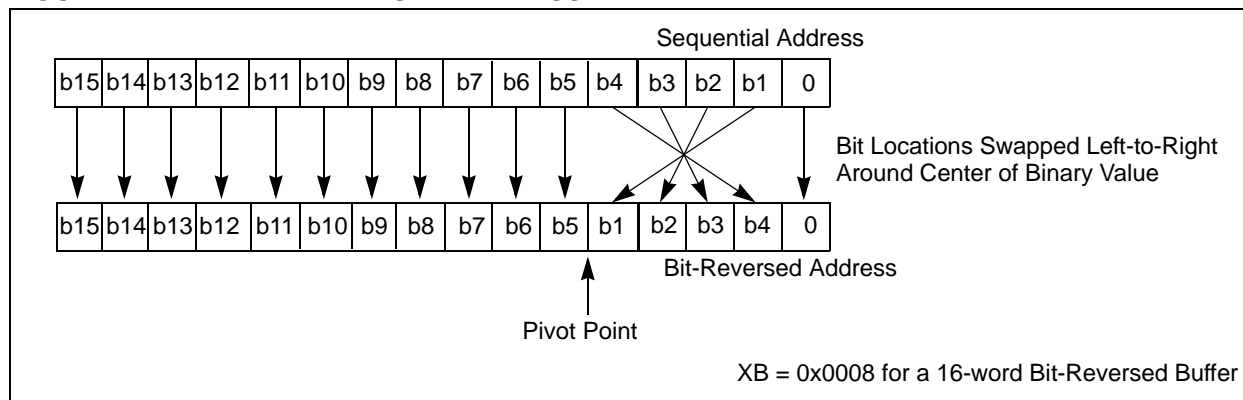 Sequential Address
b15 b14 b13 b12 b11 b10 b9 b8 b7 b6 b5 b4 b3 b2 b1 0
Bit Locations Swapped Left-to-Right
Around Center of Binary Value
b15 b14 b13 b12 b11 b10 b9 b8 b7 b6 b5 b1 b2 b3 b4 0
Bit-Reversed Address
Pivot Point
XB = 0x0008 for a 16-word Bit-Reversed Buffer